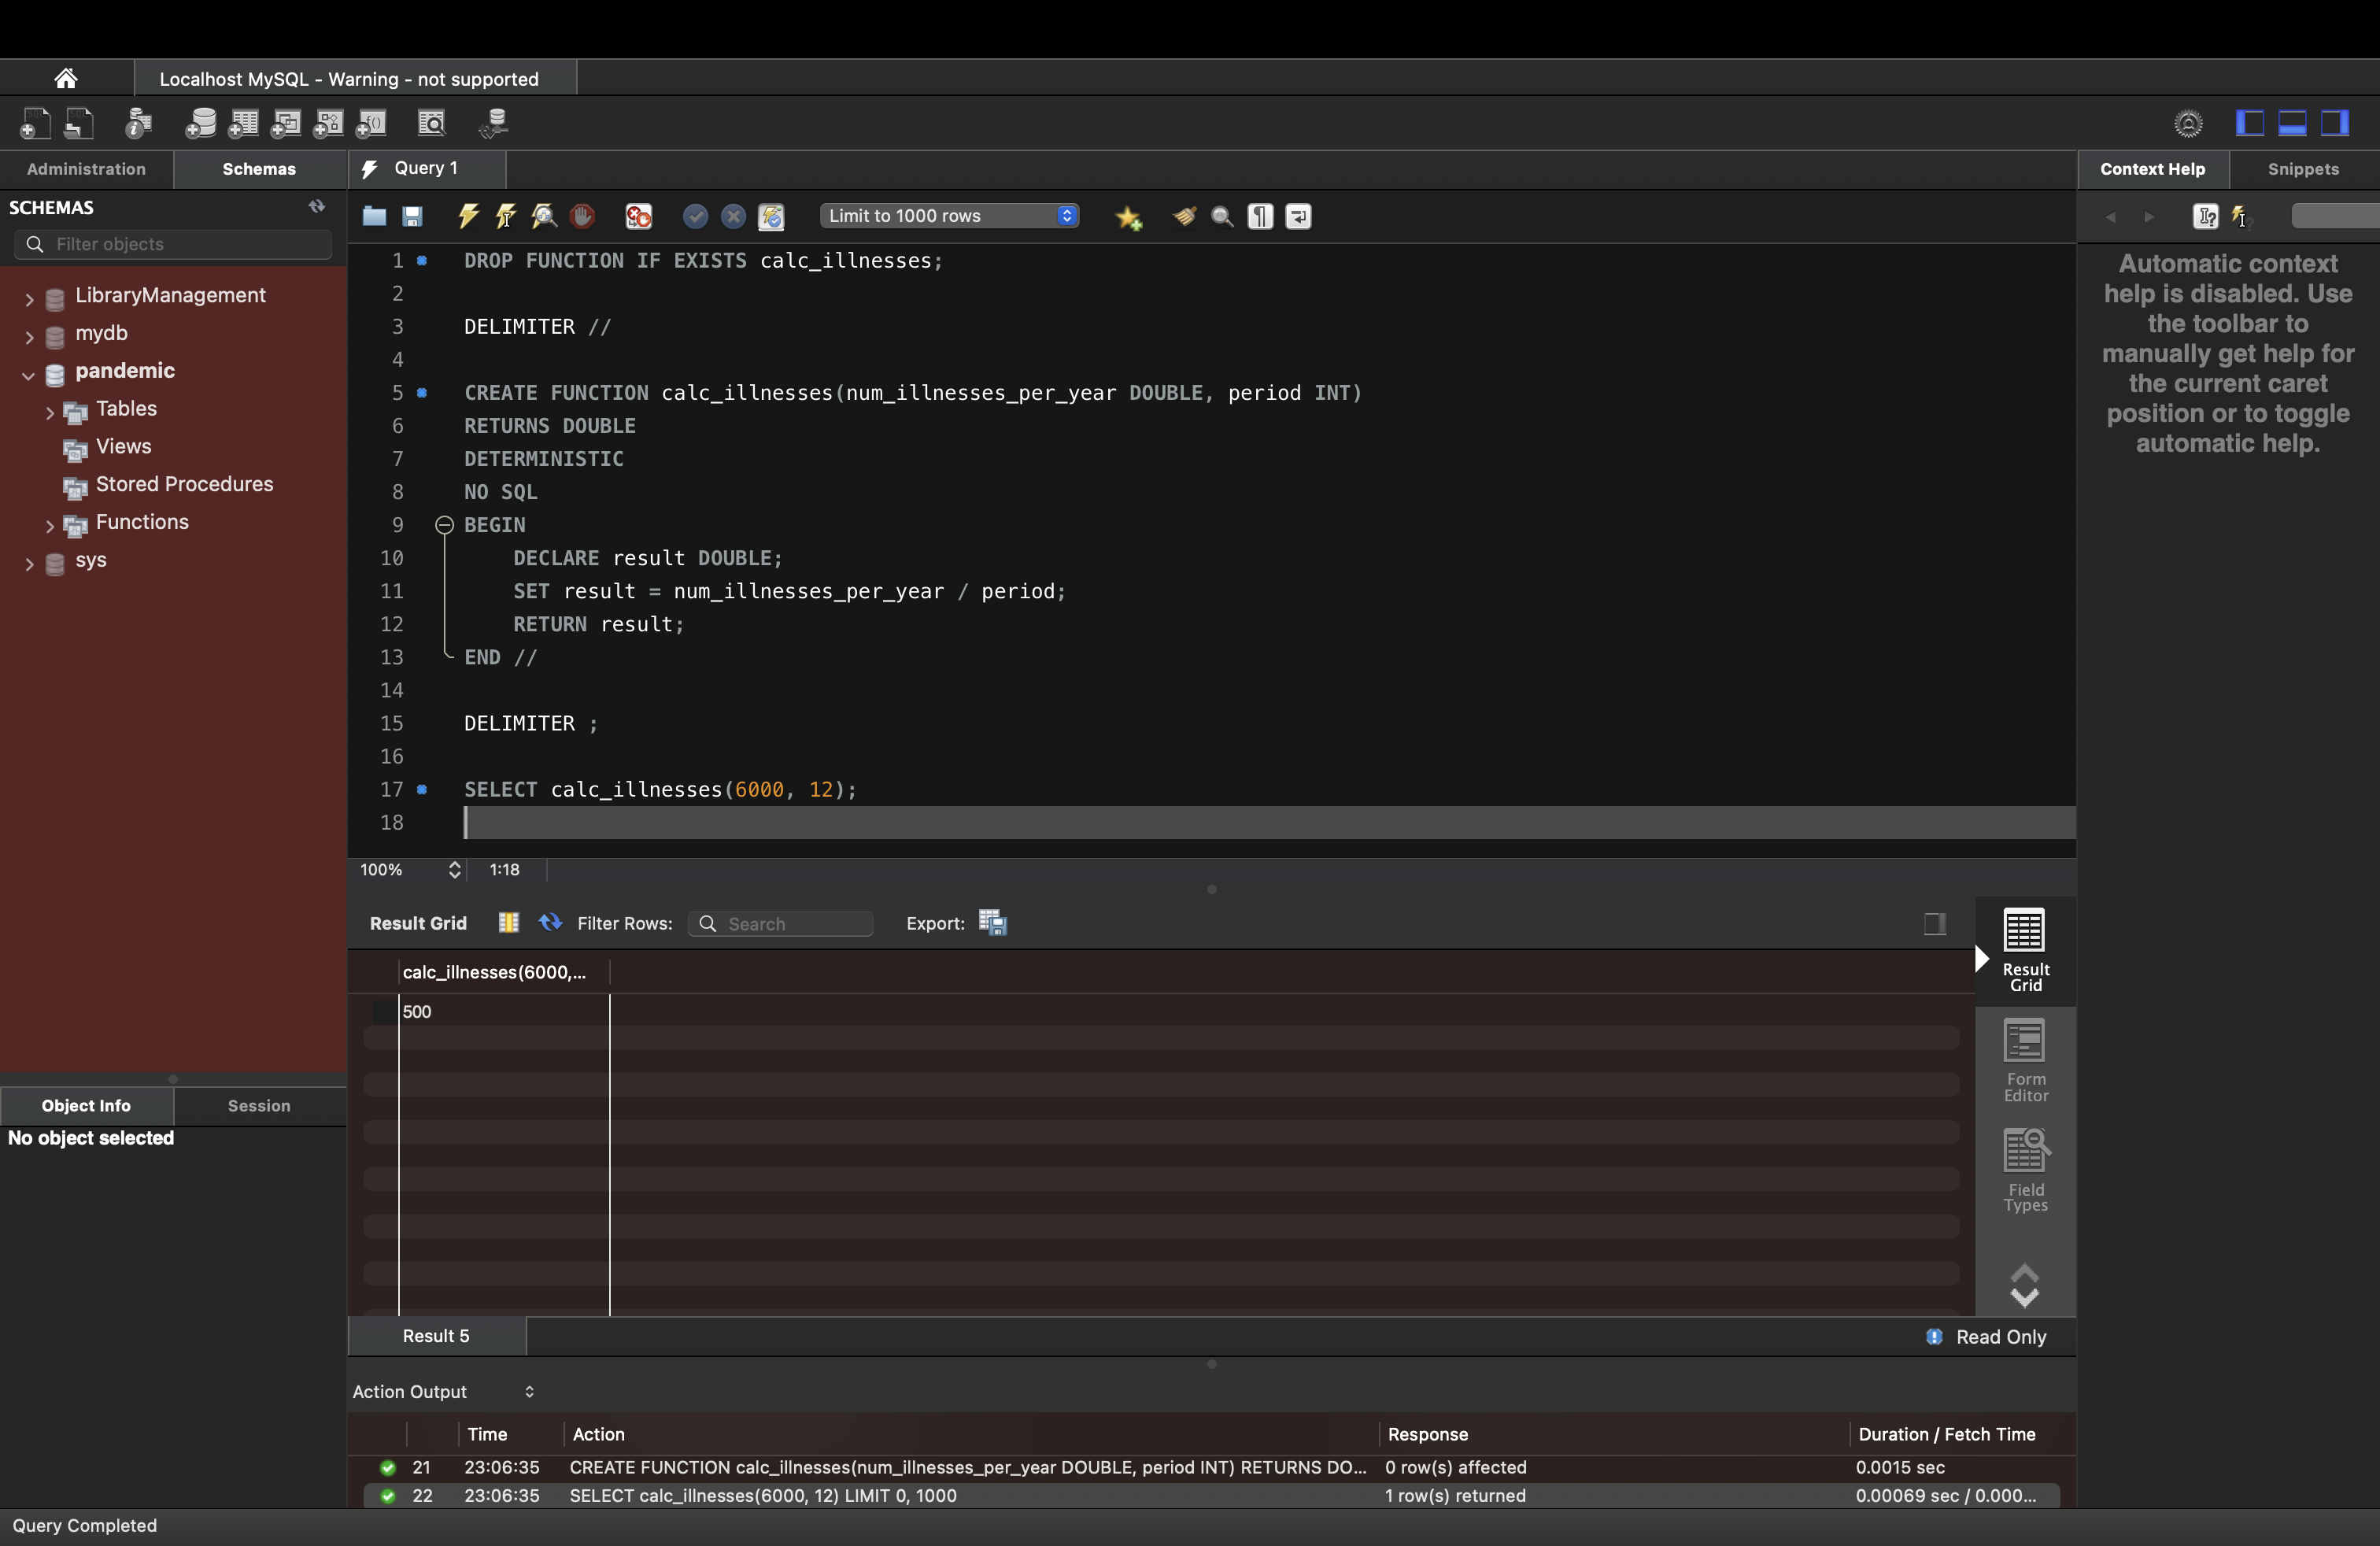 Localhost MySQL - Warning - not supported
Administration
Schemas
Query 1
Context Help
Snippets
SCHEMAS
Filter objects
Limit to 1000 rows
LibraryManagement
mydb
pandemic
Tables
Views
Stored Procedures
Functions
sys
1 DROP FUNCTION IF EXISTS calc_illnesses;
2
3 DELIMITER //
4
5 CREATE FUNCTION calc_illnesses(num_illnesses_per_year DOUBLE, period INT)
6 RETURNS DOUBLE
7 DETERMINISTIC
8 NO SQL
9 BEGIN
10 DECLARE result DOUBLE;
11 SET result = num_illnesses_per_year / period;
12 RETURN result;
13 END //
14
15 DELIMITER ;
16
17 SELECT calc_illnesses(6000, 12);
18
Automatic context
help is disabled. Use
the toolbar to
manually get help for
the current caret
position or to toggle
automatic help.
100%
1:18
Result Grid
Filter Rows:
Search
Export:
calc_illnesses(6000,...
500
Result
Grid
Form
Editor
Field
Types
Object Info
Session
No object selected
Result 5
Read Only
Action Output
Time Action Response Duration / Fetch Time
21 23:06:35 CREATE FUNCTION calc_illnesses(num_illnesses_per_year DOUBLE, period INT) RETURNS DO... 0 row(s) affected 0.0015 sec
22 23:06:35 SELECT calc_illnesses(6000, 12) LIMIT 0, 1000 1 row(s) returned 0.00069 sec / 0.000...
Query Completed